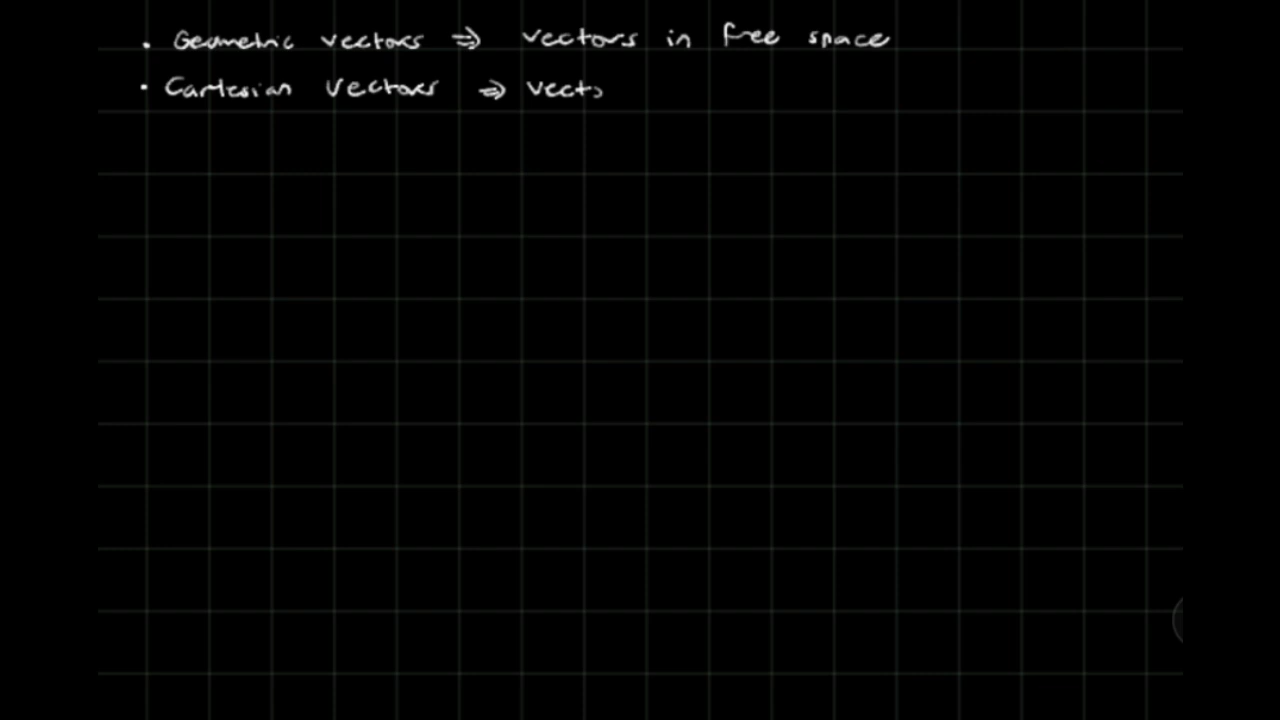 • Geometric vectors ⇒ vectors in free space
• Cartesian vectors ⇒ vecto